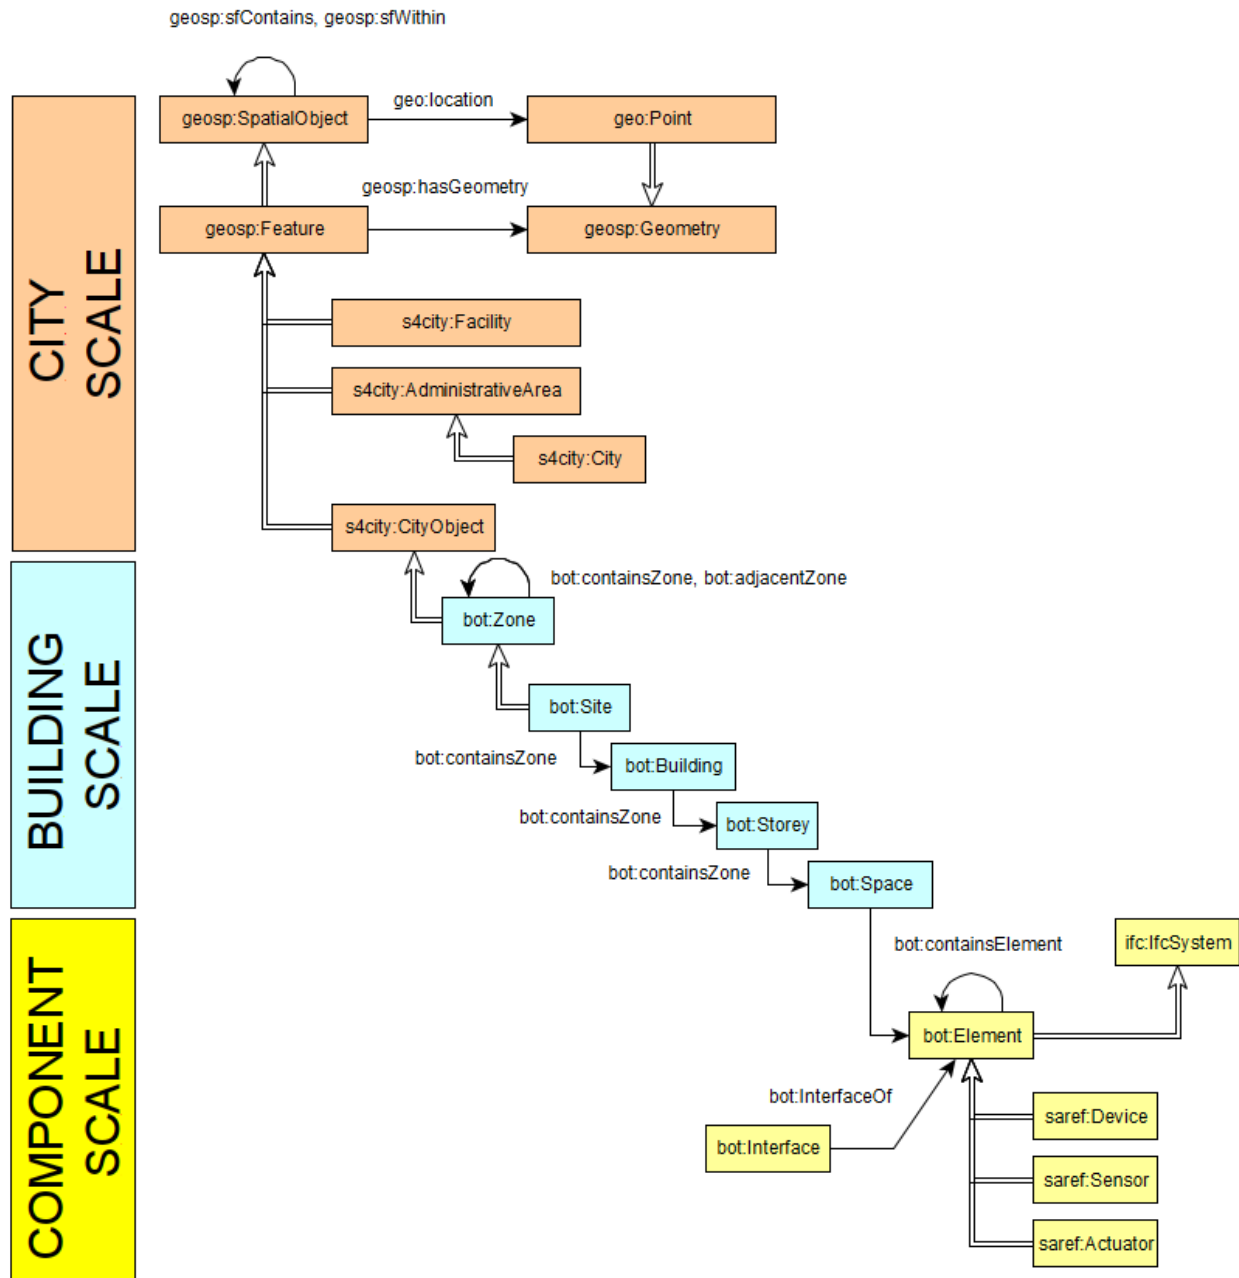 geosp:sfContains, geosp:sfWithin
geosp:SpatialObject
geo:location
geo:Point
geosp:hasGeometry
geosp:Feature
geosp:Geometry
s4city:Facility
s4city:AdministrativeArea
s4city:City
s4city:CityObject
CITY
SCALE
bot:containsZone, bot:adjacentZone
bot:Zone
bot:Site
bot:containsZone
bot:Building
bot:containsZone
bot:Storey
bot:containsZone
bot:Space
BUILDING
SCALE
bot:containsElement
ifc:IfcSystem
bot:Element
bot:InterfaceOf
bot:Interface
saref:Device
saref:Sensor
saref:Actuator
COMPONENT
SCALE